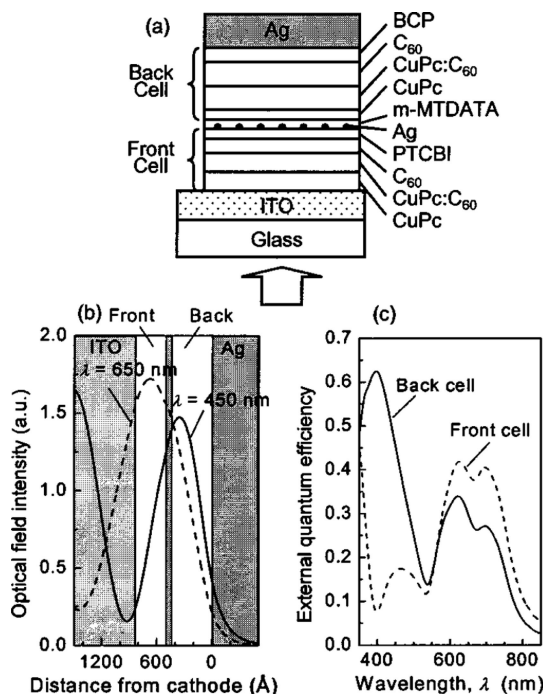 (a)
Ag
BCP
C60
CuPc:C60
CuPc
m-MTDATA
Ag
PTCBI
C60
CuPc:C60
CuPc
Back
Cell
Front
Cell
ITO
Glass
(b)
Front
Back
ITO
Ag
λ = 650 nm
λ = 450 nm
2.0
1.5
1.0
0.5
0.0
Optical field intensity (a.u.)
1200 600 0
Distance from cathode (Å)
(c)
Back cell
Front cell
0.7
0.6
0.5
0.4
0.3
0.2
0.1
0.0
External quantum efficiency
400 600 800
Wavelength, λ (nm)